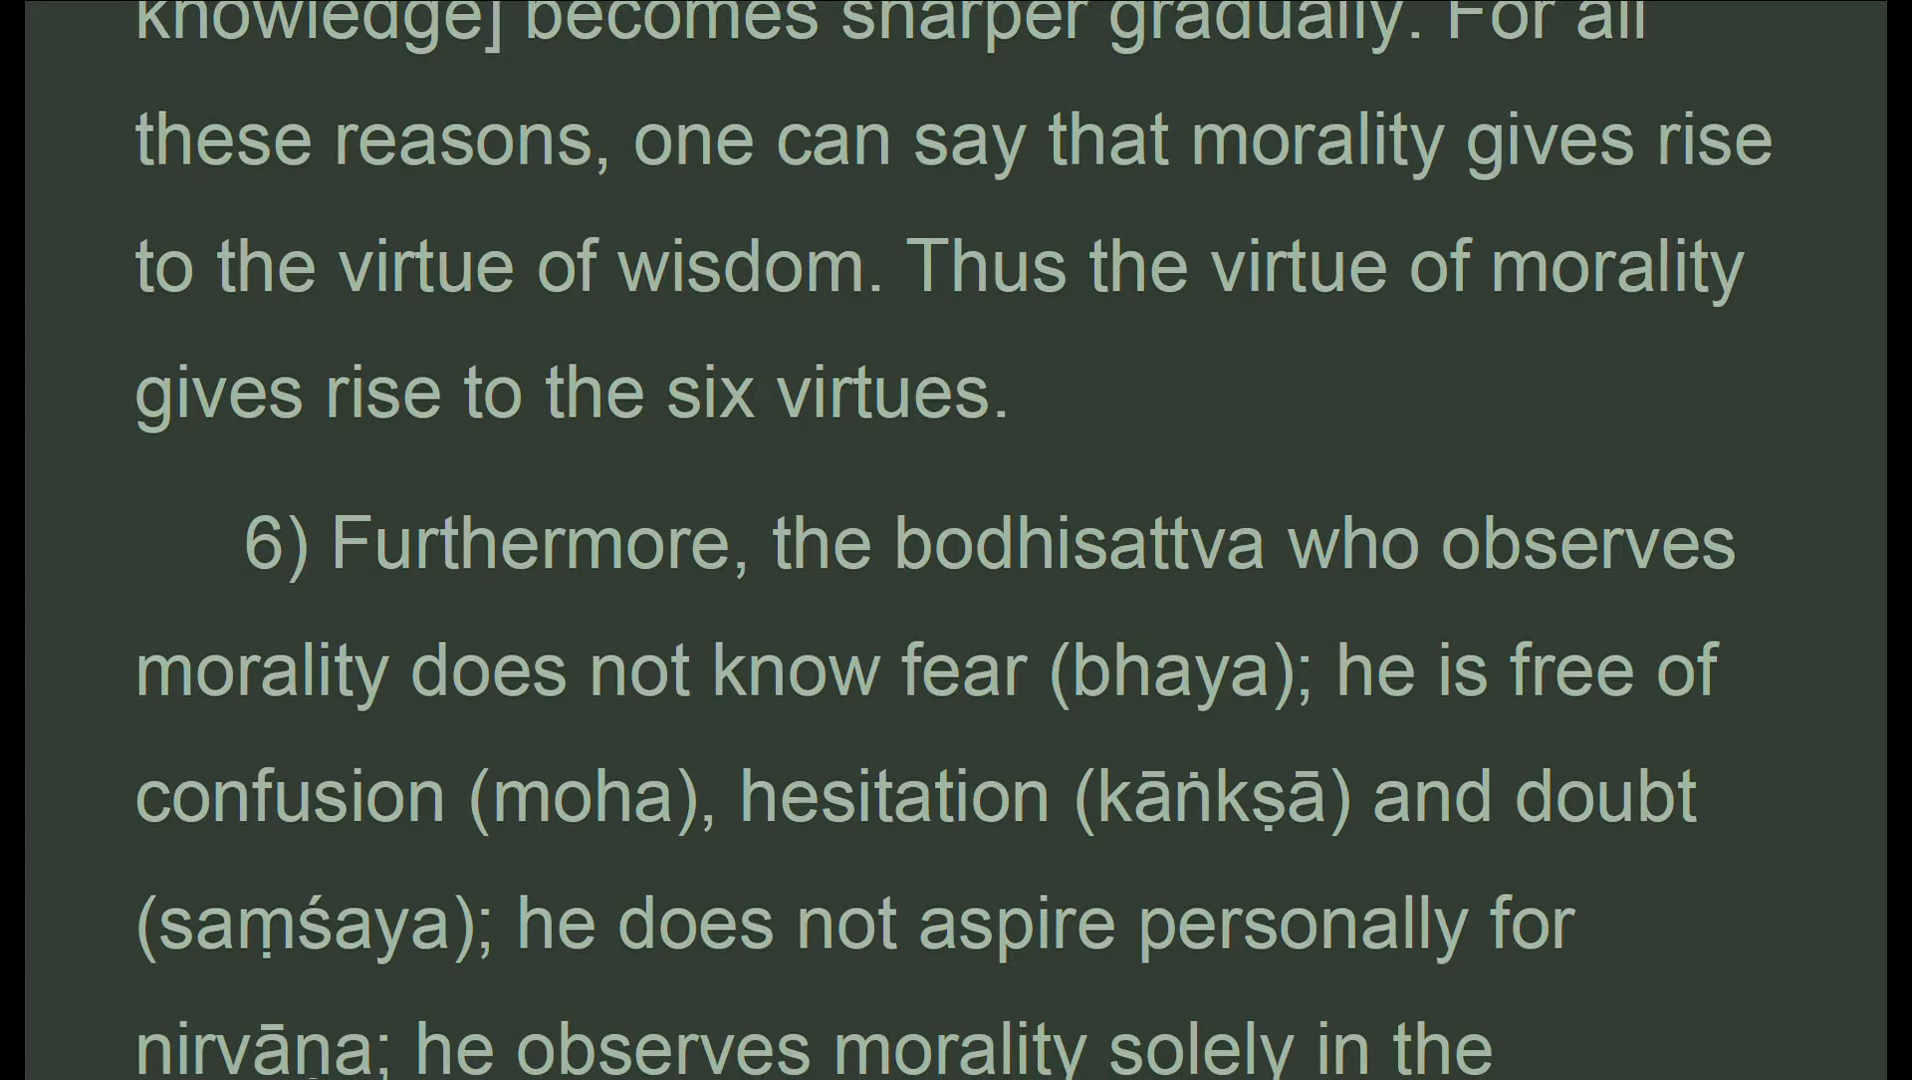 knowledge] becomes sharper gradually. For all
these reasons, one can say that morality gives rise
to the virtue of wisdom. Thus the virtue of morality
gives rise to the six virtues.
6) Furthermore, the bodhisattva who observes
morality does not know fear (bhaya); he is free of
confusion (moha), hesitation (kāṅkṣā) and doubt
(saṃśaya); he does not aspire personally for
nirvāṇa; he observes morality solely in the